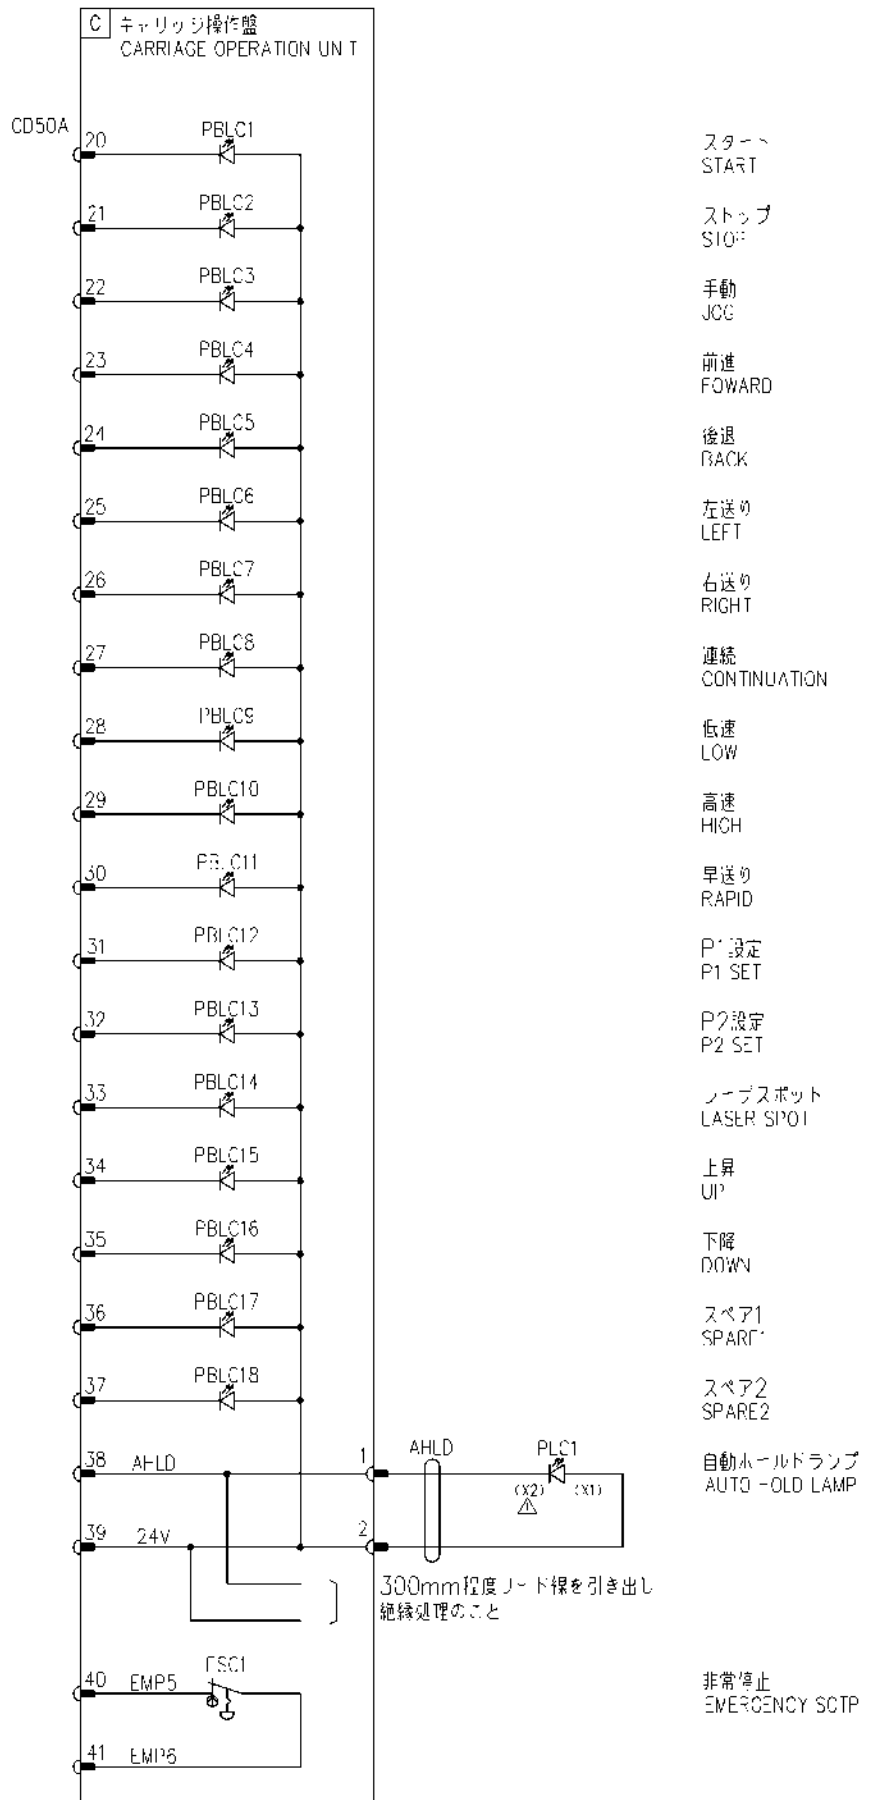 C キャリッジ操作盤
CARRIAGE OPERATION UNIT
CD50A
20 PBLC1 スタート
START
21 PBLC2 ストップ
STOP
22 PBLC3 手動
JOG
23 PBLC4 前進
FOWARD
24 PBLC5 後退
BACK
25 PBLC6 左送り
LEFT
26 PBLC7 右送り
RIGHT
27 PBLC8 連続
CONTINUATION
28 PBLC9 低速
LOW
29 PBLC10 高速
HIGH
30 PBLC11 早送り
RAPID
31 PBLC12 P1設定
P1 SET
32 PBLC13 P2設定
P2 SET
33 PBLC14 レーザスポット
LASER SPOT
34 PBLC15 上昇
UP
35 PBLC16 下降
DOWN
36 PBLC17 スペア1
SPARE1
37 PBLC18 スペア2
SPARE2
38 AHLD 1 AHLD PLC1 自動ホールドランプ
(X2) (X1) AUTO HOLD LAMP
1
39 24V 2
300mm程度リード線を引き出し
絶縁処理のこと
40 EMP5 ESC1 非常停止
EMERGENCY SOTP
41 EMP6